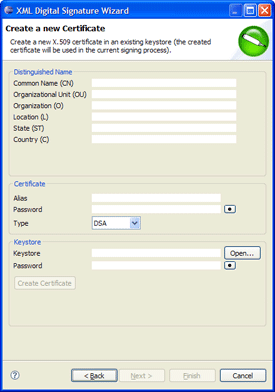 XML Digital Signature Wizard
Create a new Certificate
Create a new X.509 certificate in an existing keystore (the created
certificate will be used in the current signing process).
Distinguished Name
Common Name (CN)
Organizational Unit (OU)
Organization (O)
Location (L)
State (ST)
Country (C)
Certificate
Alias
Password
Type DSA
Keystore
Keystore Open...
Password
Create Certificate
? < Back Next > Finish Cancel